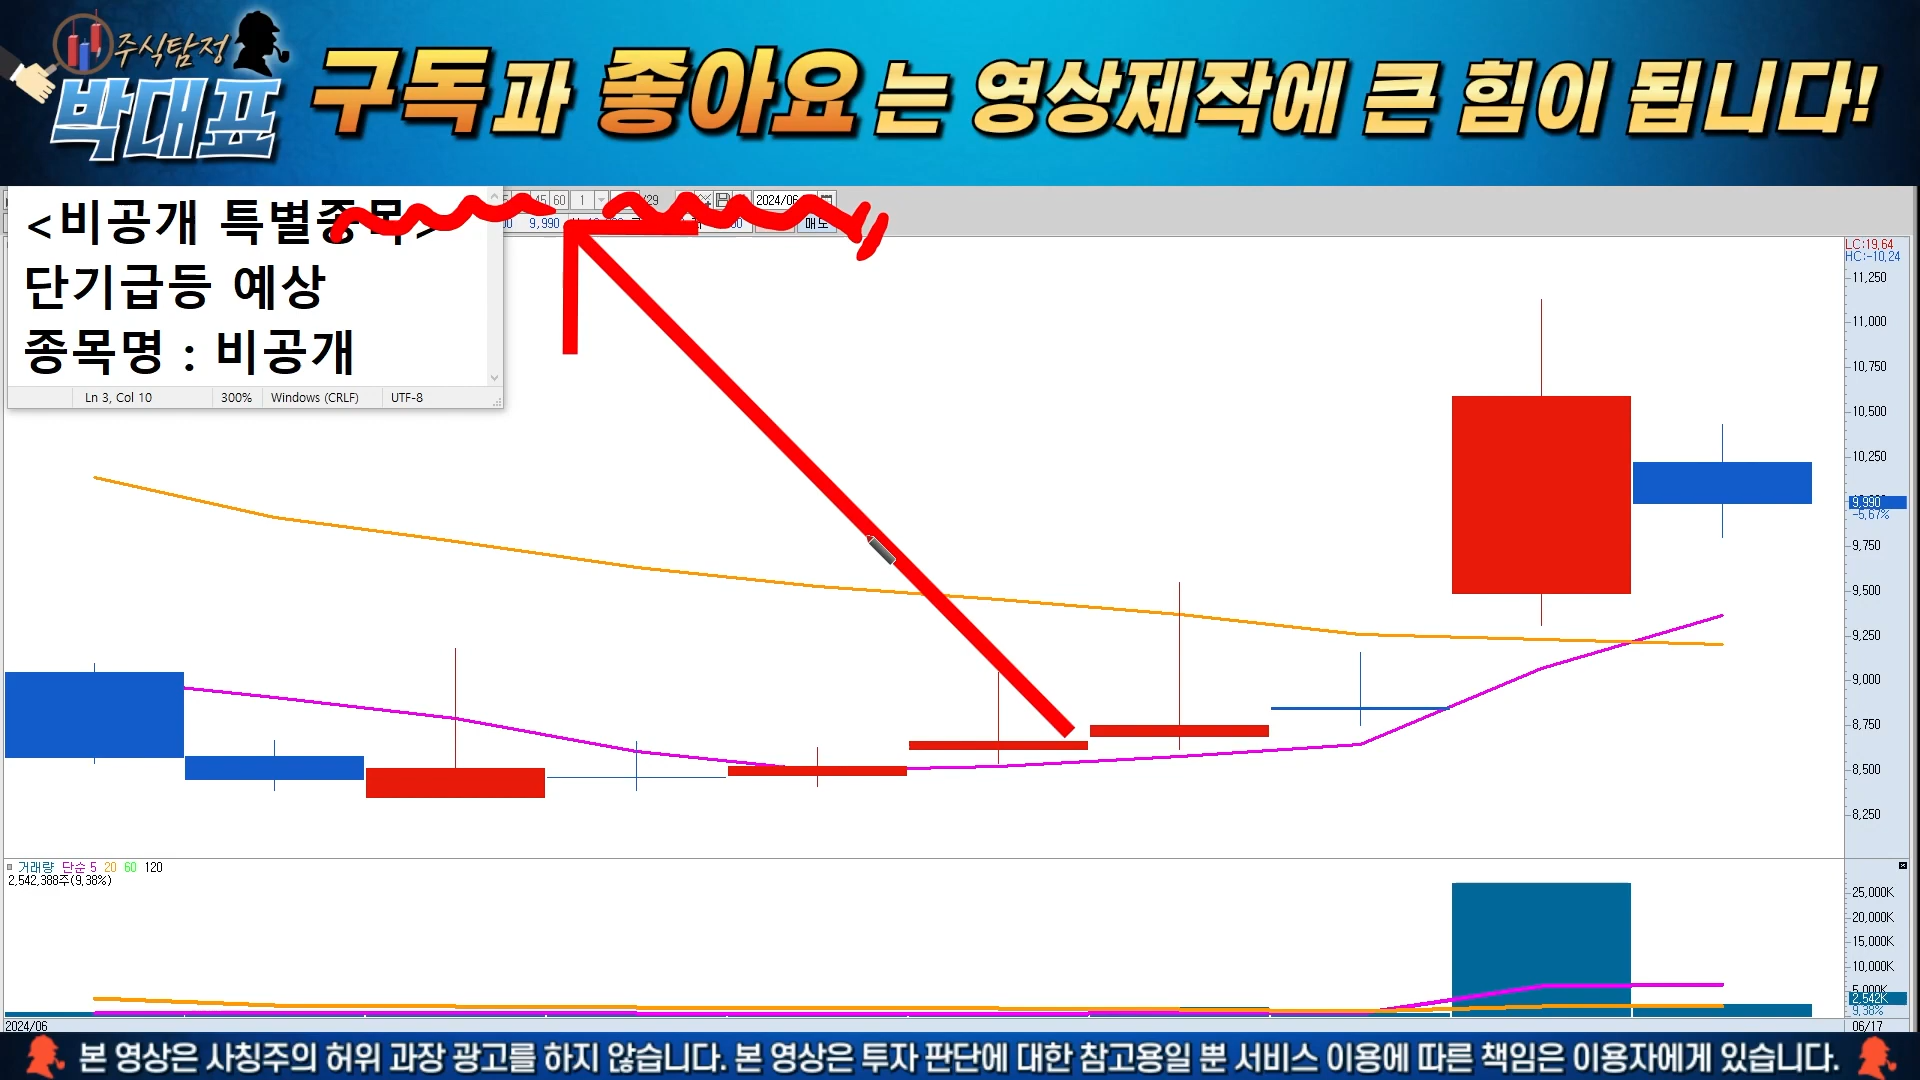 주식탐정
박대표
구독과 좋아요는 영상제작에 큰 힘이 됩니다!
45 60 1 /29 2024/06
9,990 매도
<비공개 특별종목>
단기급등 예상
종목명 : 비공개
Ln 3, Col 10 300% Windows (CRLF) UTF-8
LC:19,64
HC:-10,24
11,250
11,000
10,750
10,500
10,250
9,990
-5,67%
9,750
9,500
9,250
9,000
8,750
8,500
8,250
거래량 단순 5 20 60 120
2,542,388주(9,38%)
25,000K
20,000K
15,000K
10,000K
5,000K
2,542K
9,38%
2024/06 06/17
본 영상은 사칭주의 허위 과장 광고를 하지 않습니다. 본 영상은 투자 판단에 대한 참고용일 뿐 서비스 이용에 따른 책임은 이용자에게 있습니다.